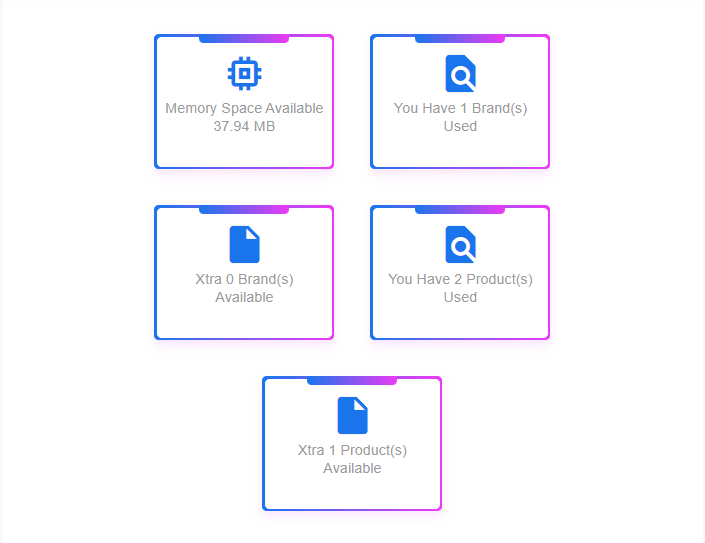 Memory Space Available
37.94 MB
You Have 1 Brand(s)
Used
Xtra 0 Brand(s)
Available
You Have 2 Product(s)
Used
Xtra 1 Product(s)
Available